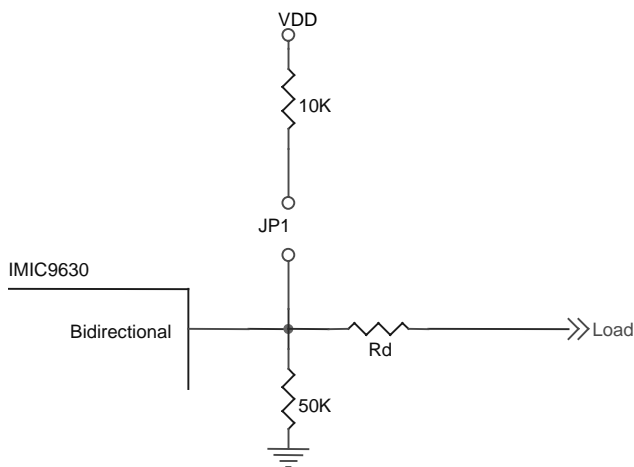 VDD
10K
JP1
IMIC9630
Bidirectional
Load
Rd
50K